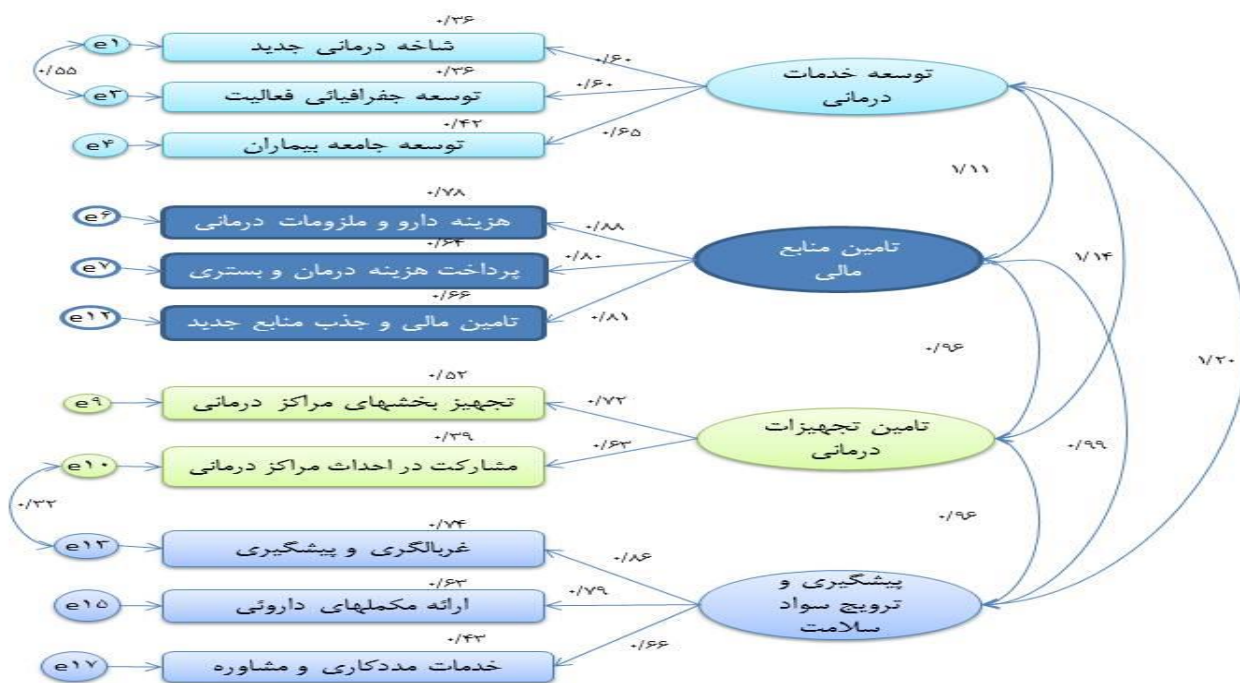 ۰/۳۶
e۱
شاخه درمانی جدید
۰/۶۰
توسعه خدمات
درمانی
۰/۵۵
۰/۳۶
e۳
توسعه جغرافیائی فعالیت
۰/۶۰
۰/۴۲
e۴
توسعه جامعه بیماران
۰/۶۵
۱/۱۱
۰/۷۸
e۶
هزینه دارو و ملزومات درمانی
۰/۸۸
تامین منابع
مالی
۰/۶۴
e۷
پرداخت هزینه درمان و بستری
۰/۸۰
۱/۱۴
۰/۶۶
e۱۲
تامین مالی و جذب منابع جدید
۰/۸۱
۰/۹۶
۱/۲۰
۰/۵۲
e۹
تجهیز بخشهای مراکز درمانی
۰/۷۲
تامین تجهیزات
درمانی
۰/۳۹
e۱۰
مشارکت در احداث مراکز درمانی
۰/۶۳
۰/۹۹
۰/۳۲
۰/۹۶
۰/۷۴
e۱۳
غربالگری و پیشگیری
۰/۸۶
پیشگیری و
ترویج سواد
سلامت
۰/۶۳
e۱۵
ارائه مکملهای داروئی
۰/۷۹
۰/۴۳
e۱۷
خدمات مددکاری و مشاوره
۰/۶۶